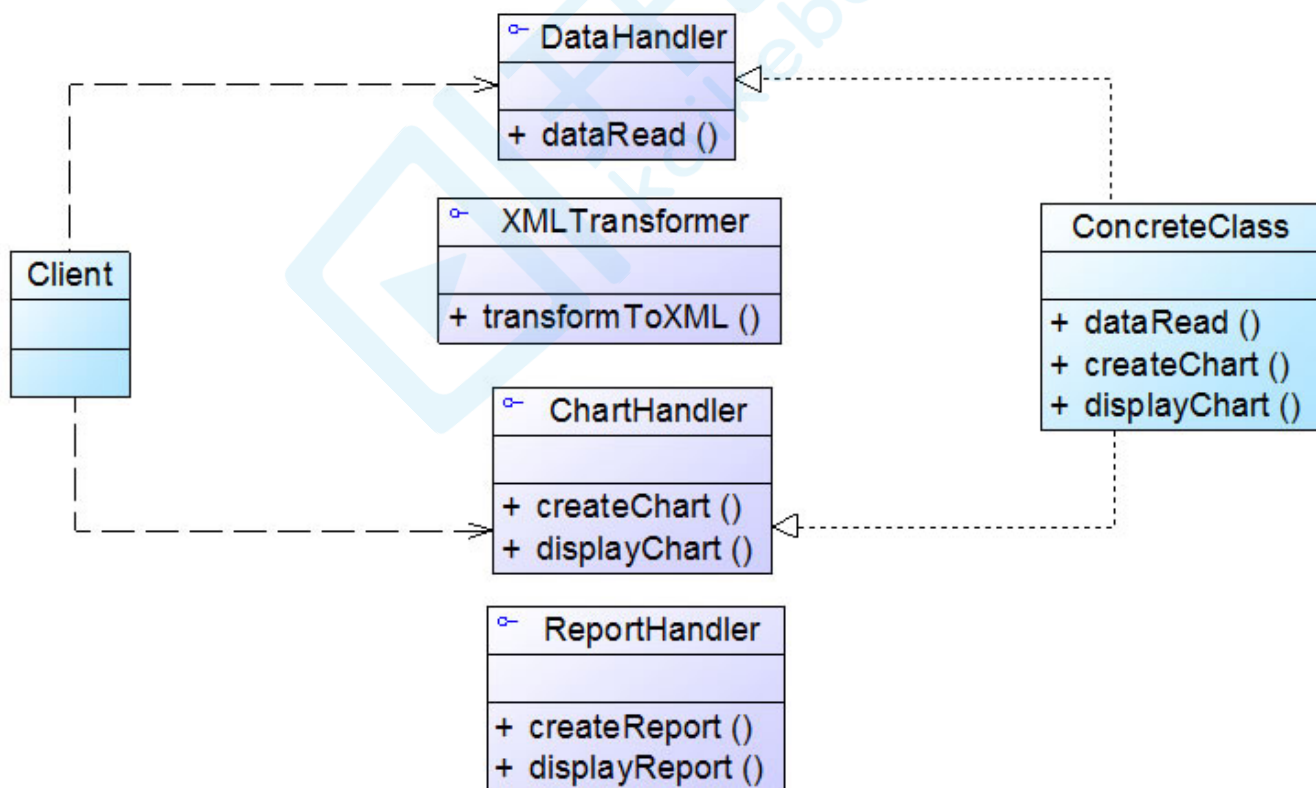 DataHandler
+ dataRead ()
XMLTransformer
+ transformToXML ()
Client
ConcreteClass
+ dataRead ()
+ createChart ()
+ displayChart ()
ChartHandler
+ createChart ()
+ displayChart ()
ReportHandler
+ createReport ()
+ displayReport ()